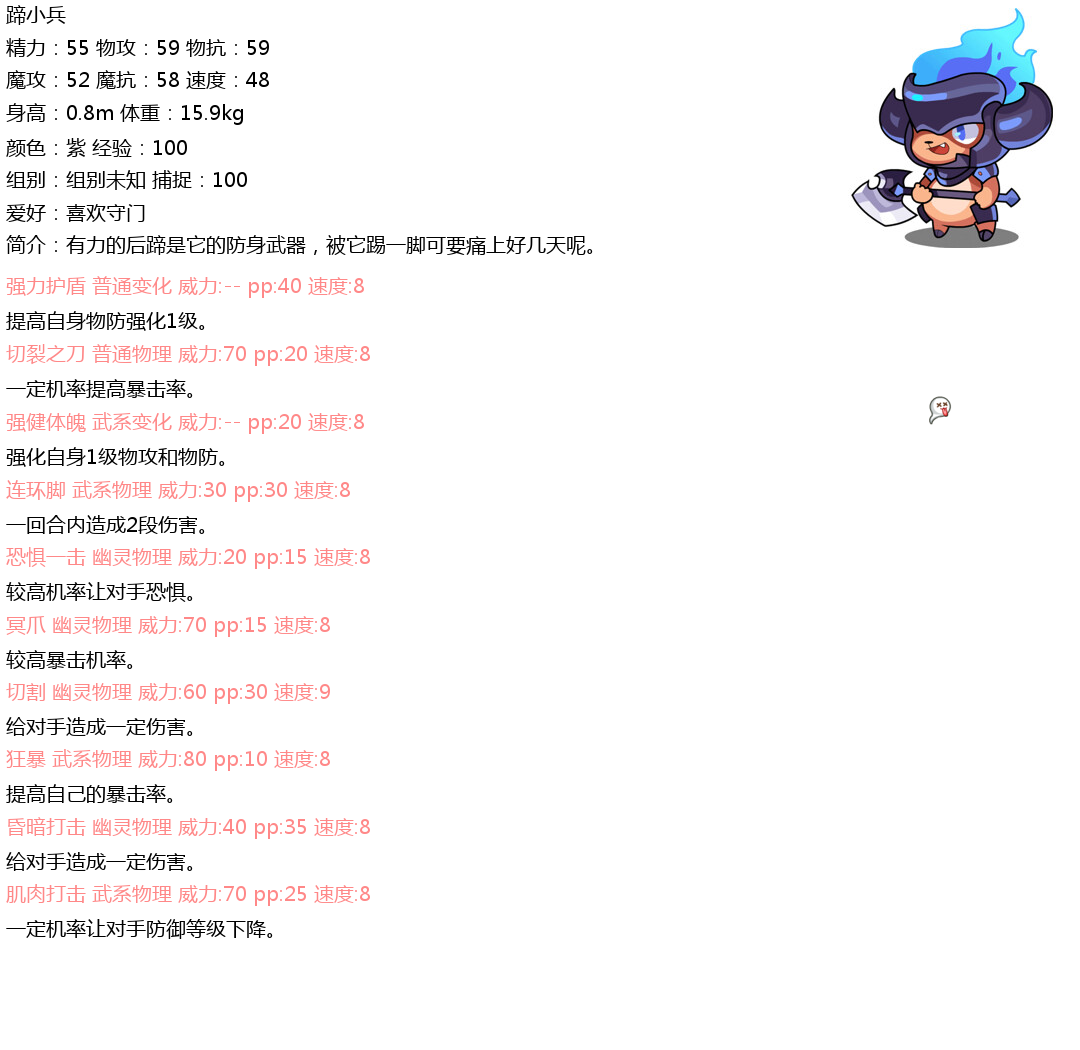 蹄小兵
精力：55 物攻：59 物抗：59
魔攻：52 魔抗：58 速度：48
身高：0.8m 体重：15.9kg
颜色：紫 经验：100
组别：组别未知 捕捉：100
爱好：喜欢守门
简介：有力的后蹄是它的防身武器，被它踢一脚可要痛上好几天呢。
强力护盾 普通变化 威力:-- pp:40 速度:8
提高自身物防强化1级。
切裂之刀 普通物理 威力:70 pp:20 速度:8
一定机率提高暴击率。
强健体魄 武系变化 威力:-- pp:20 速度:8
强化自身1级物攻和物防。
连环脚 武系物理 威力:30 pp:30 速度:8
一回合内造成2段伤害。
恐惧一击 幽灵物理 威力:20 pp:15 速度:8
较高机率让对手恐惧。
冥爪 幽灵物理 威力:70 pp:15 速度:8
较高暴击机率。
切割 幽灵物理 威力:60 pp:30 速度:9
给对手造成一定伤害。
狂暴 武系物理 威力:80 pp:10 速度:8
提高自己的暴击率。
昏暗打击 幽灵物理 威力:40 pp:35 速度:8
给对手造成一定伤害。
肌肉打击 武系物理 威力:70 pp:25 速度:8
一定机率让对手防御等级下降。